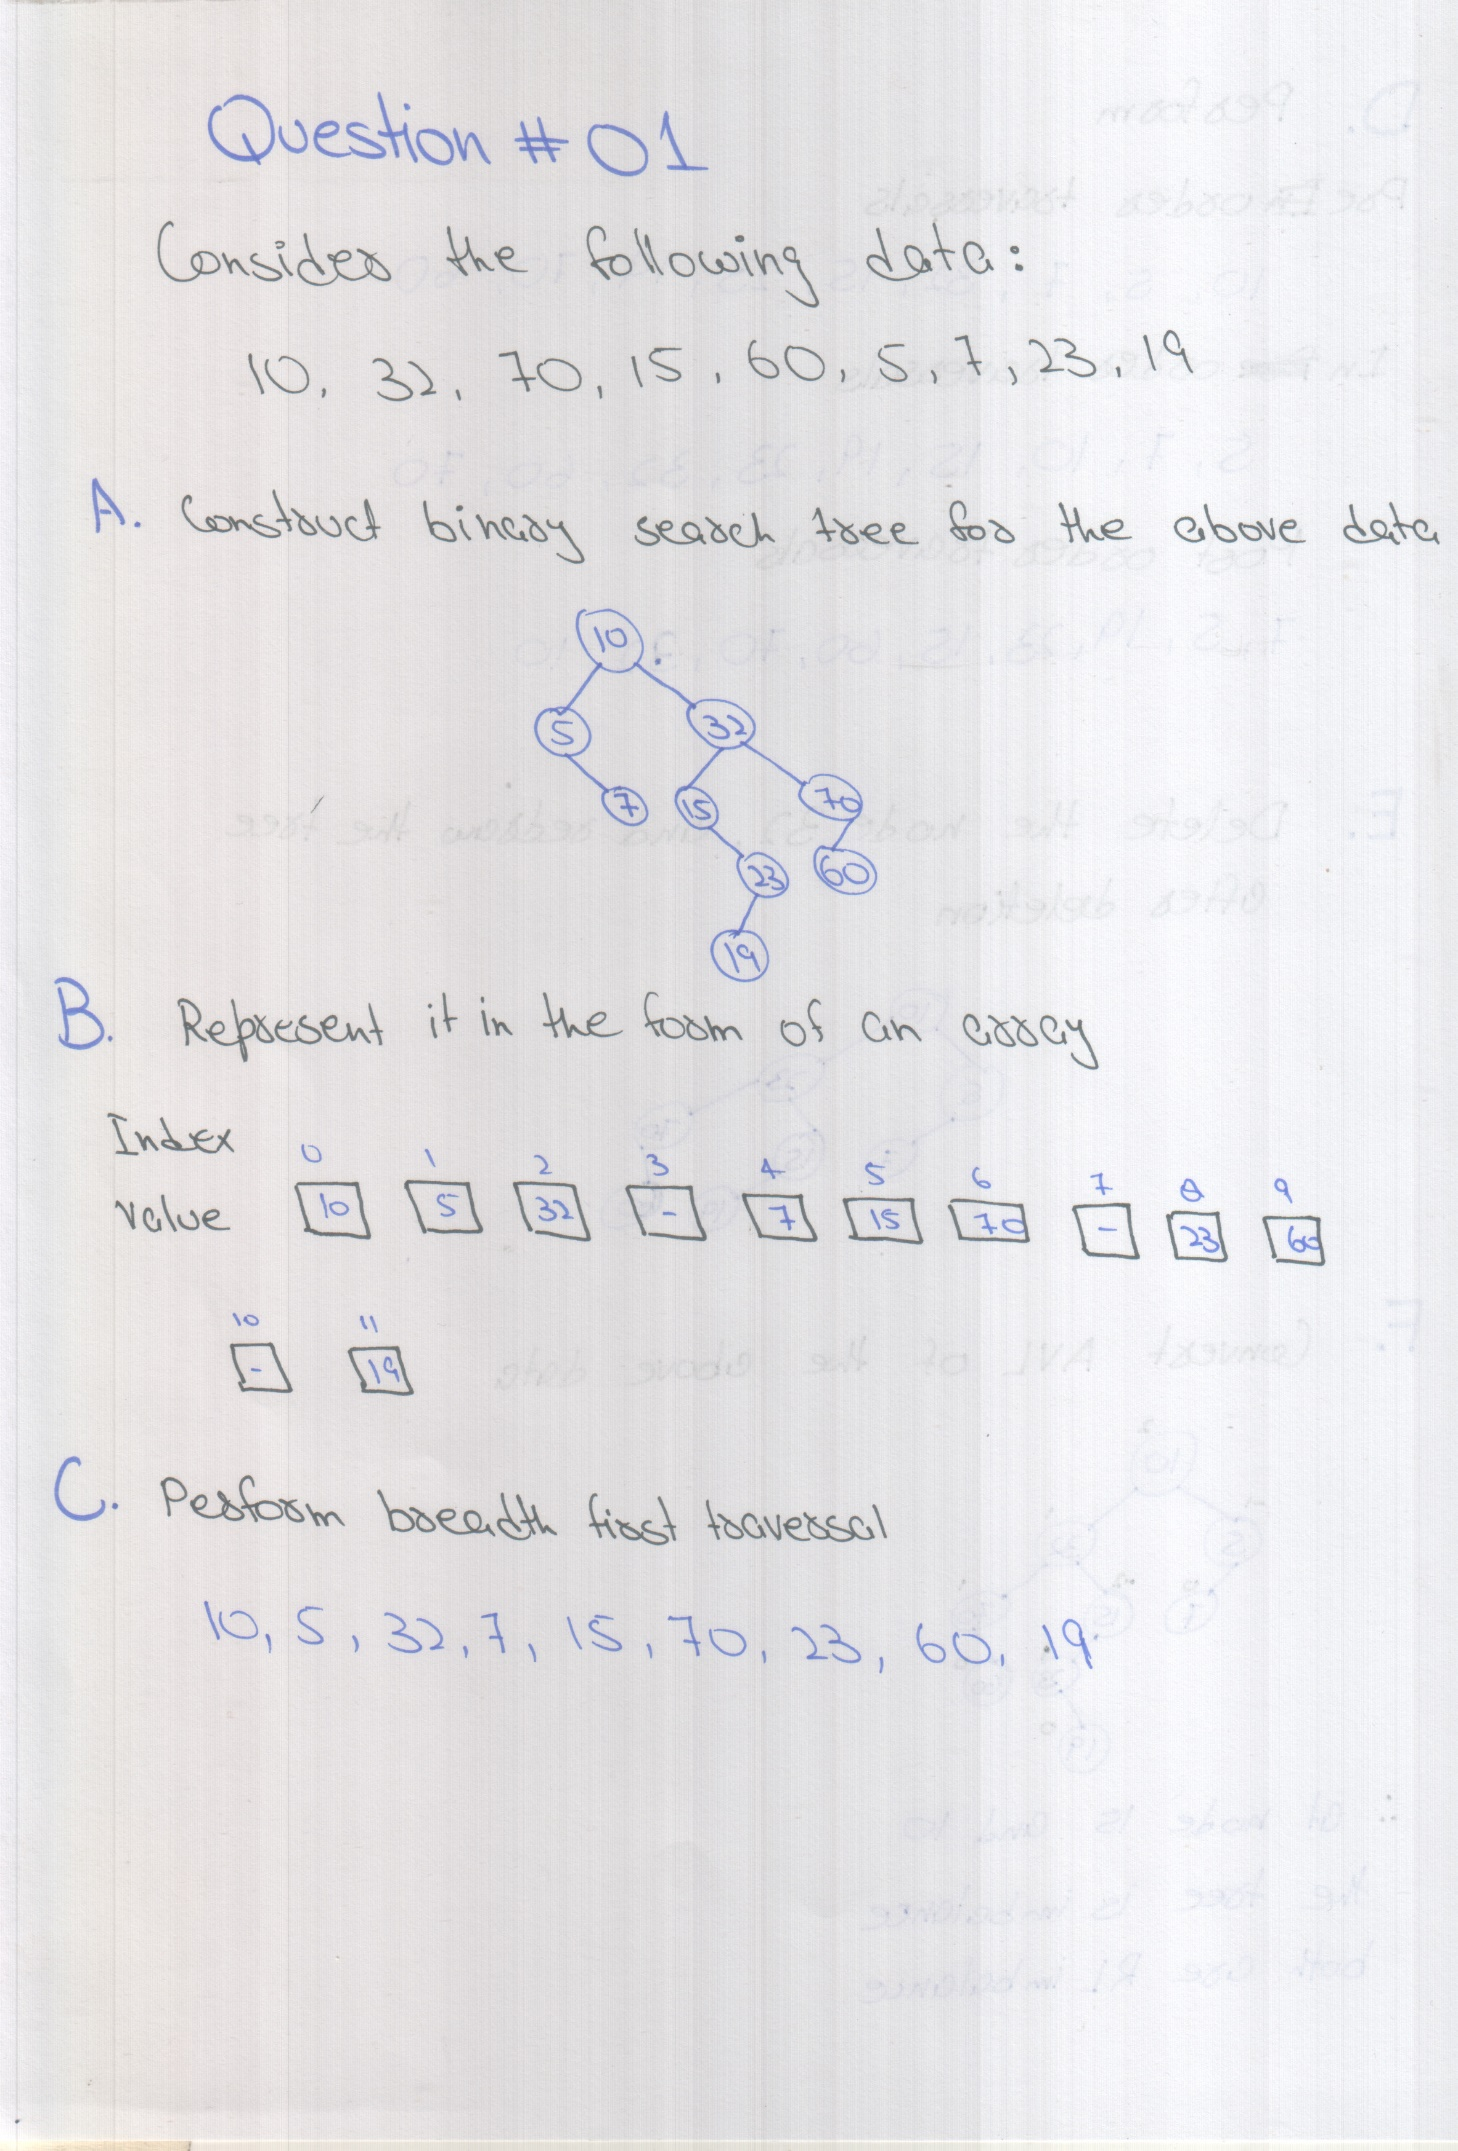 Question # 01
Consider the following data:
10, 32, 70, 15, 60, 5, 7, 23, 19
A. Construct binary search tree for the above data
10
5 32
7 15 70
23 60
19
B. Represent it in the form of an array
Index 0 1 2 3 4 5 6 7 8 9
value 10 5 32 - 7 15 70 - 23 60
10 11
- 19
C. Perform breadth first traversal
10, 5, 32, 7, 15, 70, 23, 60, 19